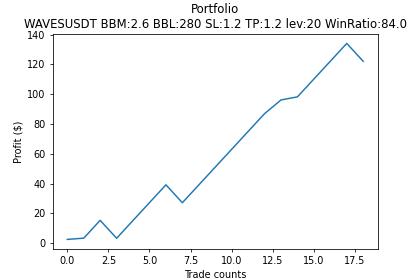 Portfolio
WAVESUSDT BBM:2.6 BBL:280 SL:1.2 TP:1.2 lev:20 WinRatio:84.0
140
120
100
80
60
40
20
0
Profit ($)
0.0 2.5 5.0 7.5 10.0 12.5 15.0 17.5
Trade counts